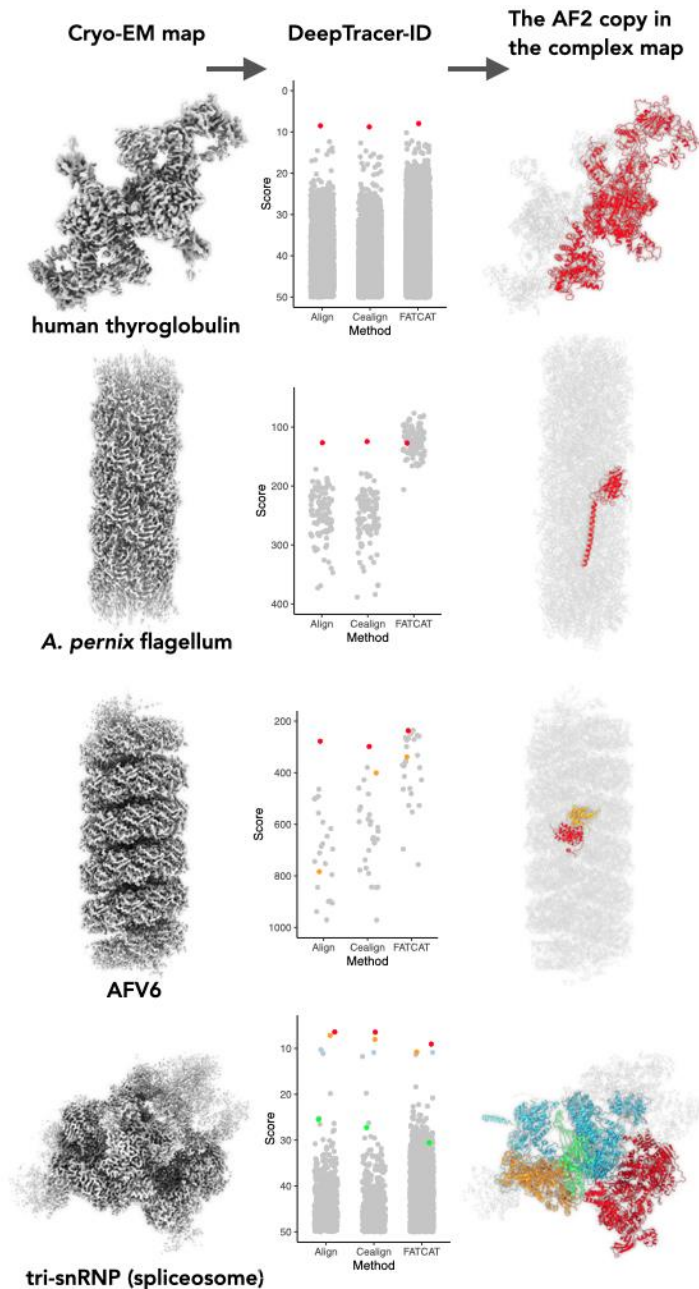 Cryo-EM map
DeepTracer-ID
The AF2 copy in
the complex map
0
10
20
30
40
50
Score
Align
Cealign
FATCAT
Method
human thyroglobulin
100
200
300
400
Score
Align
Cealign
FATCAT
Method
A. pernix flagellum
200
400
600
800
1000
Score
Align
Cealign
FATCAT
Method
AFV6
10
20
30
40
50
Score
Align
Cealign
FATCAT
Method
tri-snRNP (spliceosome)